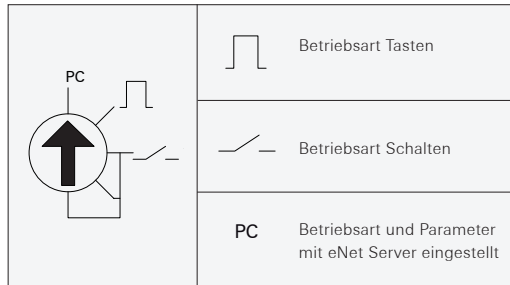 PC
Betriebsart Tasten
Betriebsart Schalten
PC
Betriebsart und Parameter
mit eNet Server eingestellt